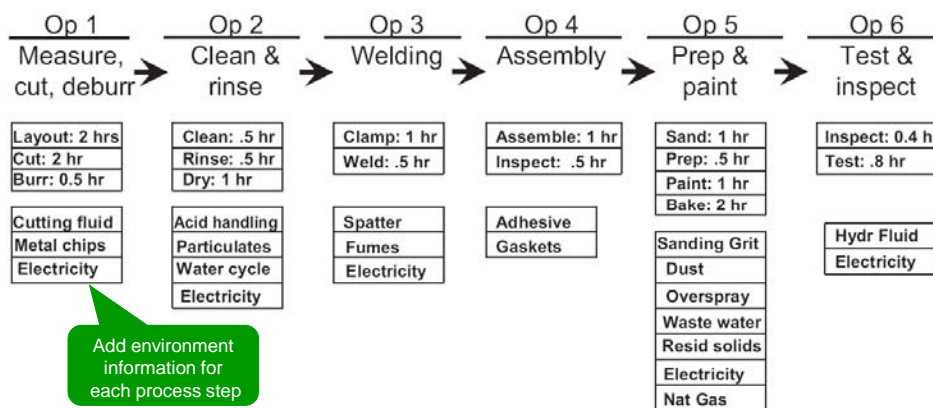 Op 1
Measure,
cut, deburr
Layout: 2 hrs
Cut: 2 hr
Burr: 0.5 hr
Cutting fluid
Metal chips
Electricity
Op 2
Clean &
rinse
Clean: .5 hr
Rinse: .5 hr
Dry: 1 hr
Acid handling
Particulates
Water cycle
Electricity
Op 3
Welding
Clamp: 1 hr
Weld: .5 hr
Spatter
Fumes
Electricity
Op 4
Assembly
Assemble: 1 hr
Inspect: .5 hr
Adhesive
Gaskets
Op 5
Prep &
paint
Sand: 1 hr
Prep: .5 hr
Paint: 1 hr
Bake: 2 hr
Sanding Grit
Dust
Overspray
Waste water
Resid solids
Electricity
Nat Gas
Op 6
Test &
inspect
Inspect: 0.4 h
Test: .8 hr
Hydr Fluid
Electricity
Add environment
information for
each process step